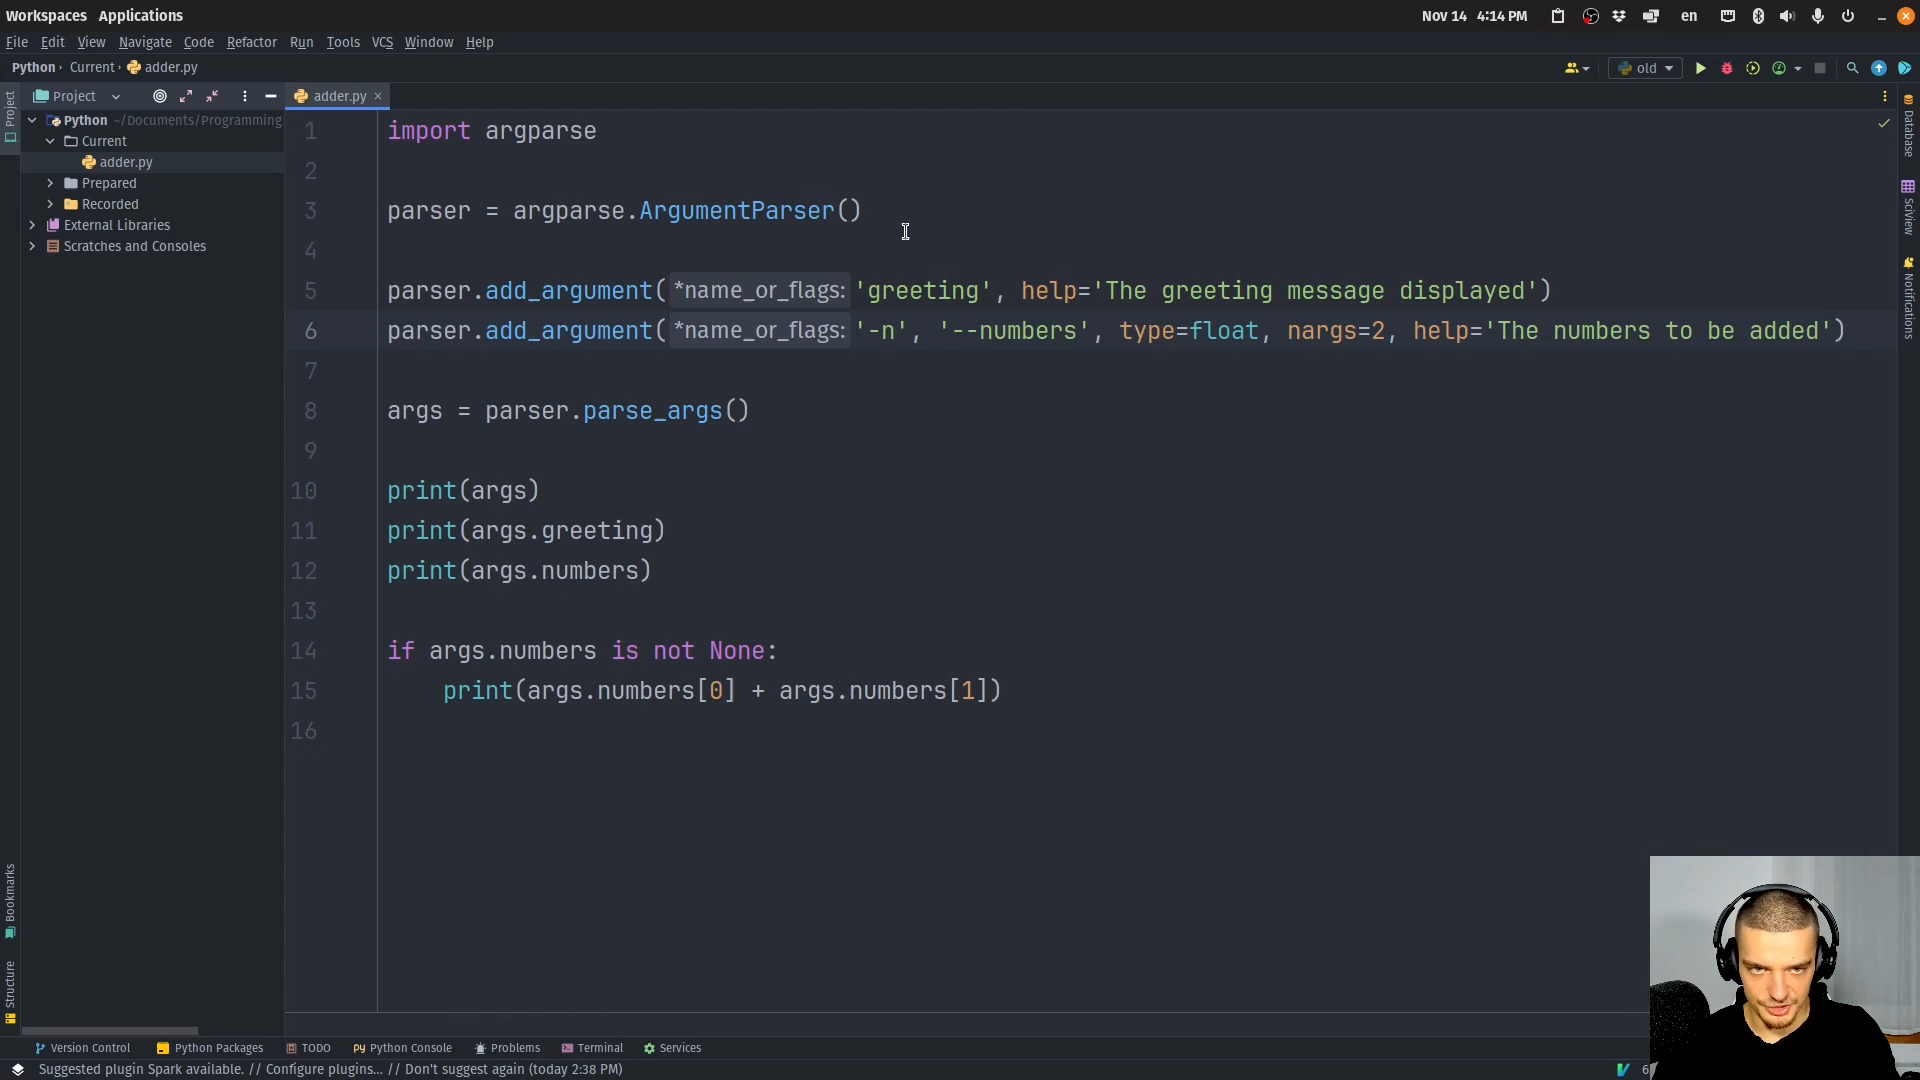 Workspaces Applications
Nov 14 4:14 PM
en
File Edit View Navigate Code Refactor Run Tools VCS Window Help
Python Current adder.py
old
Project
adder.py
Project
Python ~/Documents/Programming
Current
adder.py
Prepared
Recorded
External Libraries
Scratches and Consoles
1 import argparse
2
3 parser = argparse.ArgumentParser()
4
5 parser.add_argument( *name_or_flags: 'greeting', help='The greeting message displayed')
6 parser.add_argument( *name_or_flags: '-n', '--numbers', type=float, nargs=2, help='The numbers to be added')
7
8 args = parser.parse_args()
9
10 print(args)
11 print(args.greeting)
12 print(args.numbers)
13
14 if args.numbers is not None:
15 print(args.numbers[0] + args.numbers[1])
16
Database
SciView
Notifications
Bookmarks
Structure
Version Control Python Packages TODO Python Console Problems Terminal Services
Suggested plugin Spark available. // Configure plugins... // Don't suggest again (today 2:38 PM)